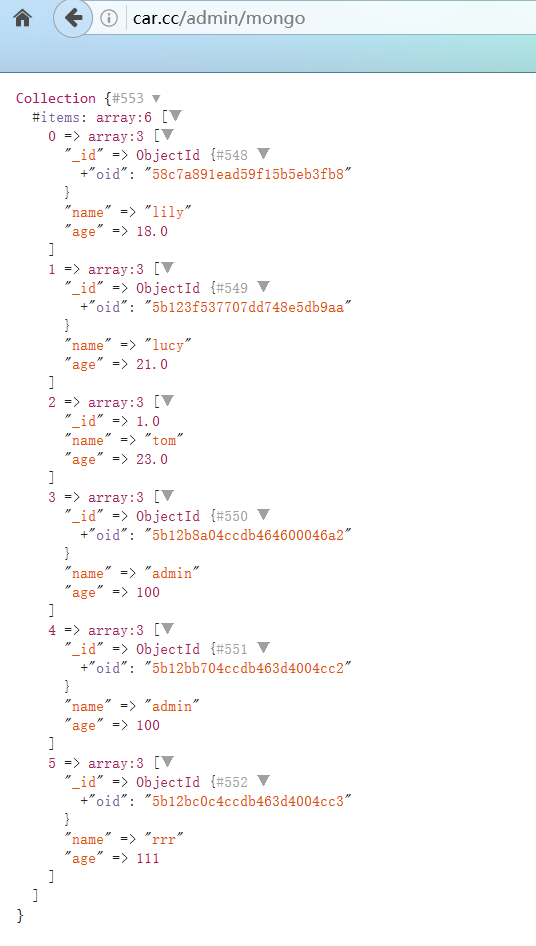 car.cc/admin/mongo
Collection {#553 ▼
#items: array:6 [▼
0 => array:3 [▼
"_id" => ObjectId {#548 ▼
+"oid": "58c7a891ead59f15b5eb3fb8"
}
"name" => "lily"
"age" => 18.0
]
1 => array:3 [▼
"_id" => ObjectId {#549 ▼
+"oid": "5b123f537707dd748e5db9aa"
}
"name" => "lucy"
"age" => 21.0
]
2 => array:3 [▼
"_id" => 1.0
"name" => "tom"
"age" => 23.0
]
3 => array:3 [▼
"_id" => ObjectId {#550 ▼
+"oid": "5b12b8a04ccdb464600046a2"
}
"name" => "admin"
"age" => 100
]
4 => array:3 [▼
"_id" => ObjectId {#551 ▼
+"oid": "5b12bb704ccdb463d4004cc2"
}
"name" => "admin"
"age" => 100
]
5 => array:3 [▼
"_id" => ObjectId {#552 ▼
+"oid": "5b12bc0c4ccdb463d4004cc3"
}
"name" => "rrr"
"age" => 111
]
]
}